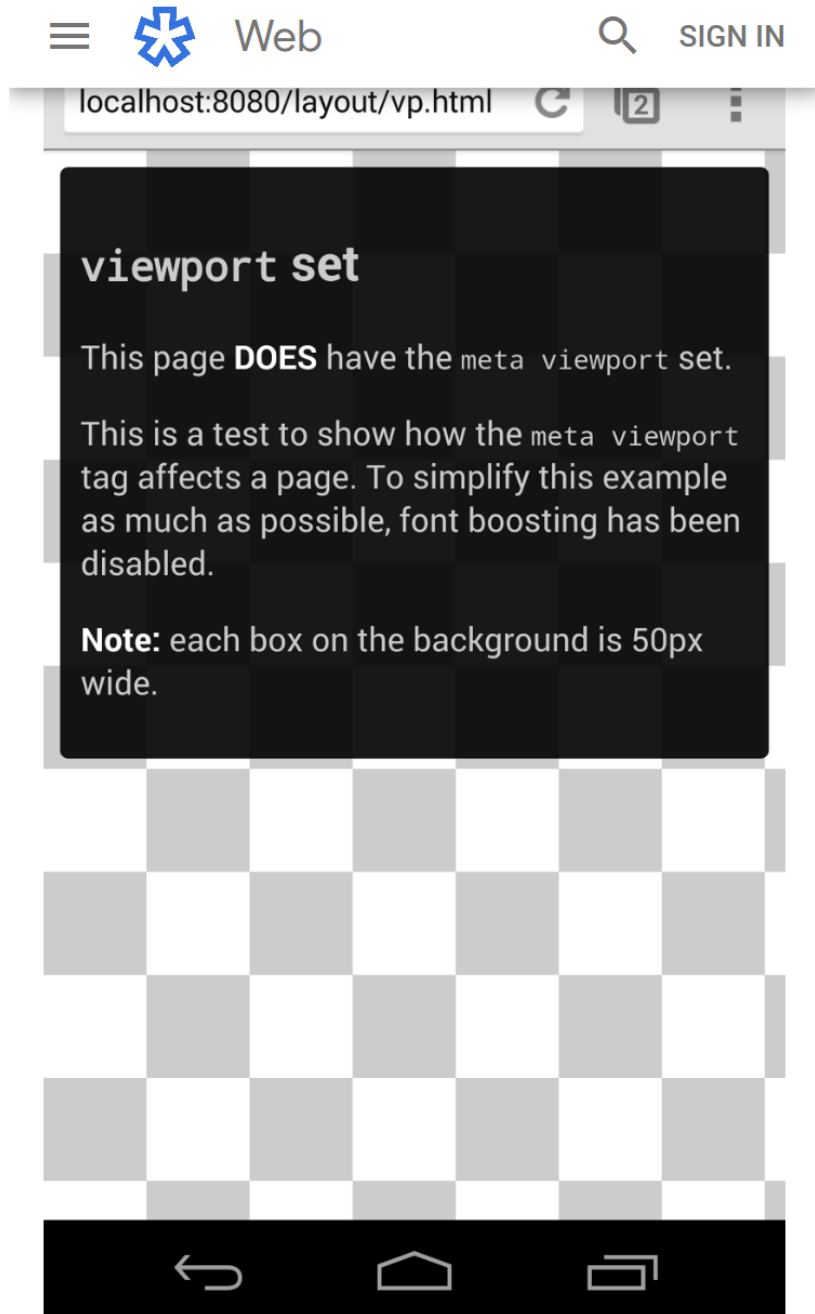 Web
SIGN IN
localhost:8080/layout/vp.html
2
viewport set
This page DOES have the meta viewport set.
This is a test to show how the meta viewport
tag affects a page. To simplify this example
as much as possible, font boosting has been
disabled.
Note: each box on the background is 50px
wide.